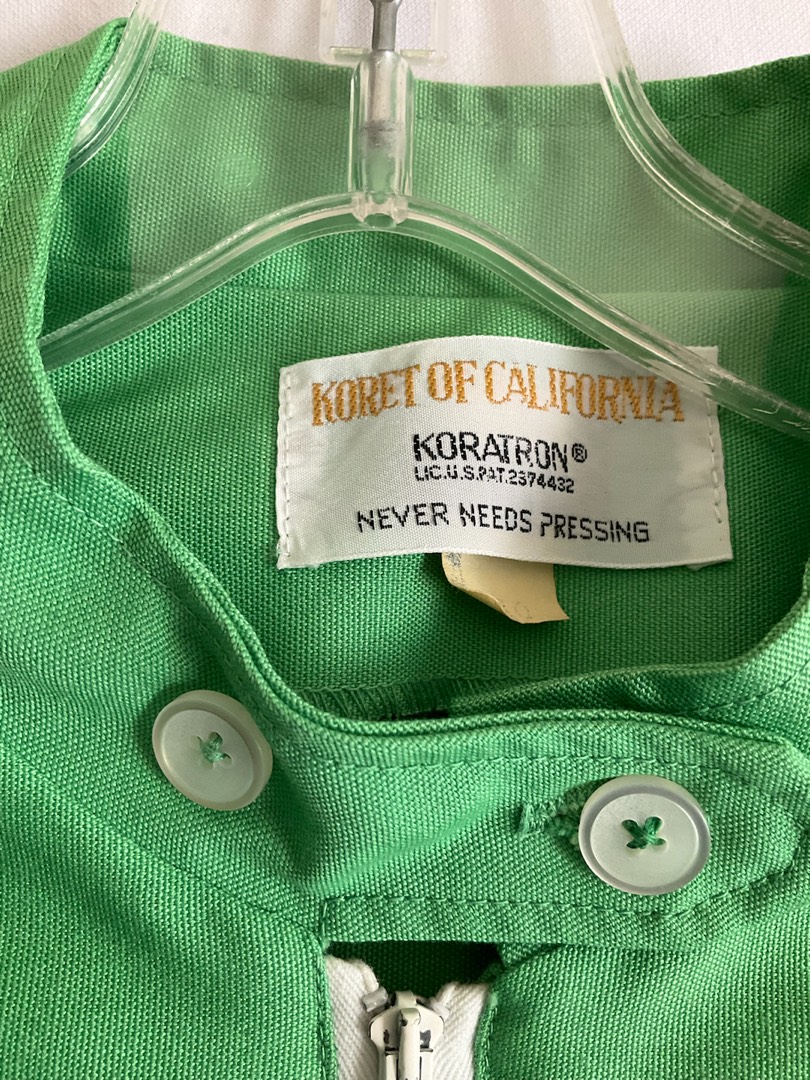 KORET OF CALIFORNIA
KORATRON®
LIC.U.S.PAT.2374432
NEVER NEEDS PRESSING